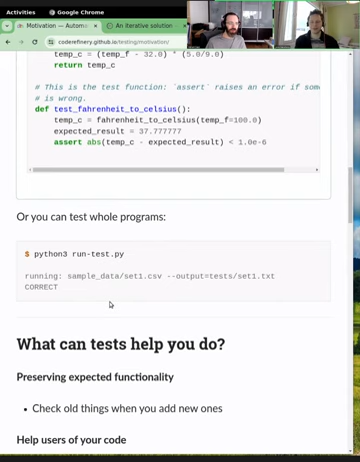 Activities
Google Chrome
Motivation — Autom
An iterative solution
coderefinery.github.io/testing/motivation/
temp_c = (temp_f - 32.0) * (5.0/9.0)
return temp_c
# This is the test function: `assert` raises an error if som
# is wrong.
def test_fahrenheit_to_celsius():
temp_c = fahrenheit_to_celsius(temp_f=100.0)
expected_result = 37.777777
assert abs(temp_c - expected_result) < 1.0e-6
Or you can test whole programs:
$ python3 run-test.py
running: sample_data/set1.csv --output=tests/set1.txt
CORRECT
What can tests help you do?
Preserving expected functionality
• Check old things when you add new ones
Help users of your code